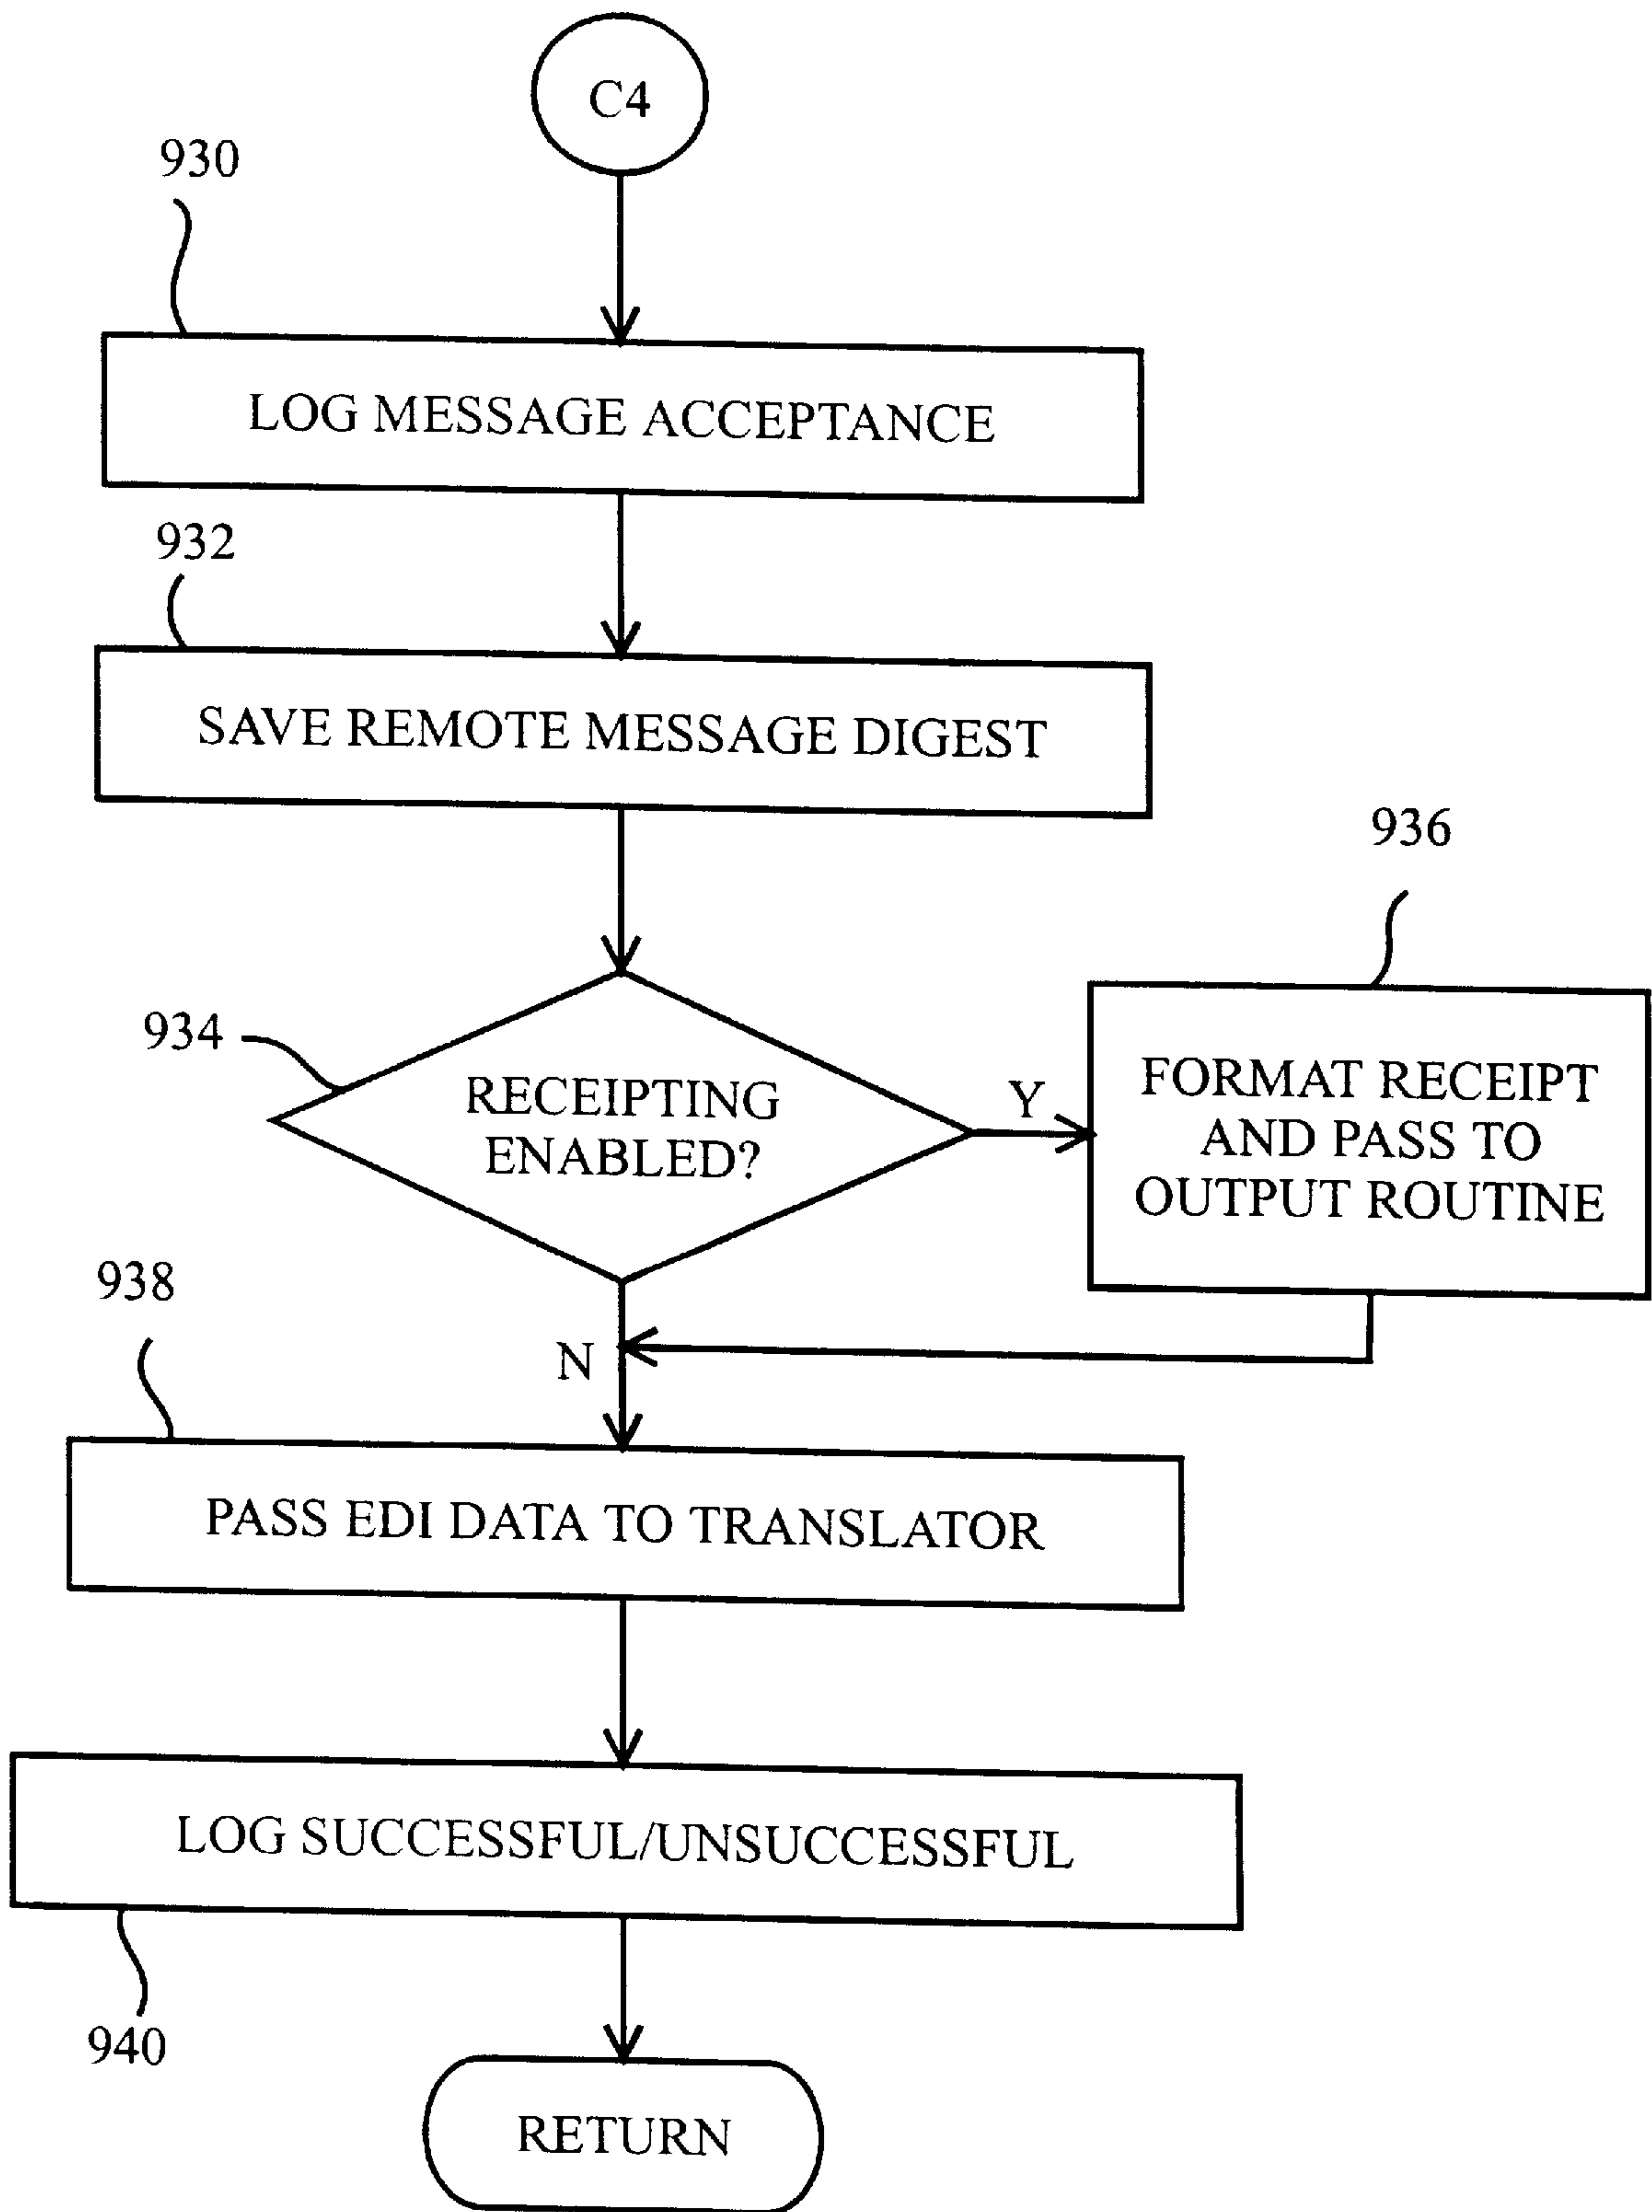 C4
930
LOG MESSAGE ACCEPTANCE
932
SAVE REMOTE MESSAGE DIGEST
936
934
RECEIPTING
ENABLED?
Y
FORMAT RECEIPT
AND PASS TO
OUTPUT ROUTINE
938
N
PASS EDI DATA TO TRANSLATOR
LOG SUCCESSFUL/UNSUCCESSFUL
940
RETURN